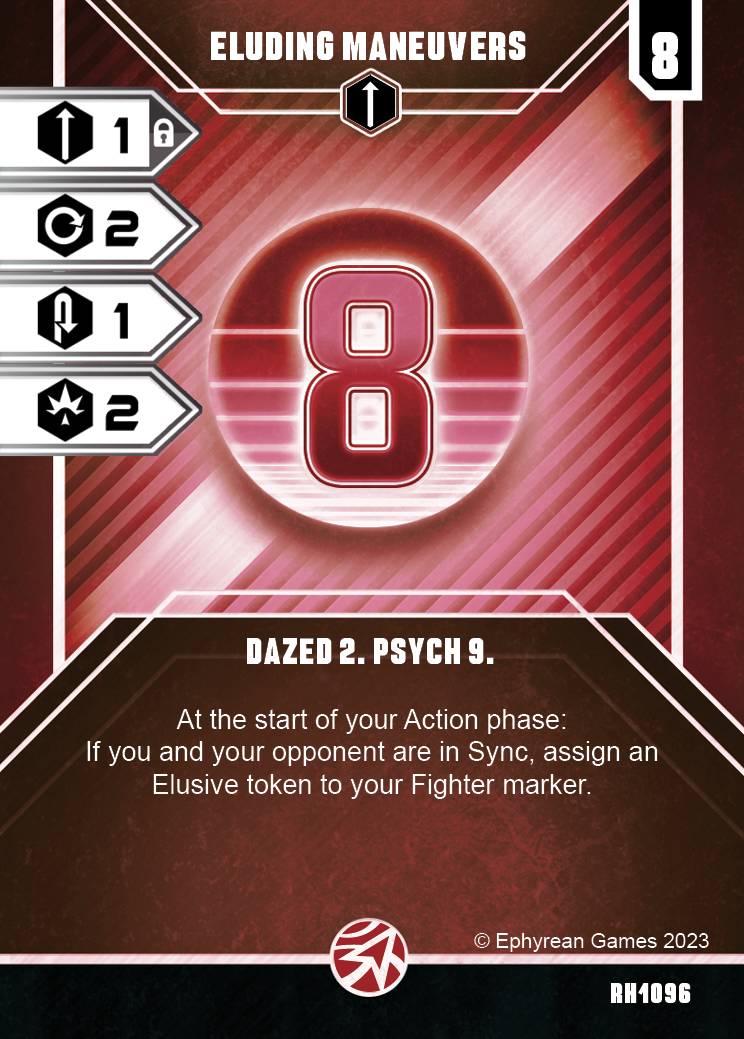 ELUDING MANEUVERS
8
1
2
1
2
8
DAZED 2. PSYCH 9.
At the start of your Action phase:
If you and your opponent are in Sync, assign an
Elusive token to your Fighter marker.
© Ephyrean Games 2023
RH1096